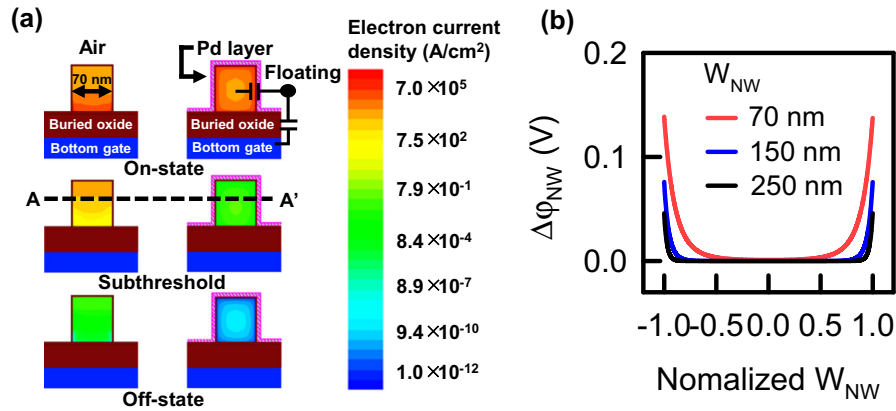 (a)
Air
Pd layer
Floating
70 nm
Buried oxide
Buried oxide
Bottom gate
Bottom gate
On-state
A
A'
Subthreshold
Off-state
Electron current
density (A/cm²)
7.0×10⁵
7.5×10²
7.9×10⁻¹
8.4×10⁻⁴
8.9×10⁻⁷
9.4×10⁻¹⁰
1.0×10⁻¹²
(b)
Δφ_NW (V)
0.2
0.1
0.0
W_NW
70 nm
150 nm
250 nm
-1.0 -0.5 0.0 0.5 1.0
Nomalized W_NW